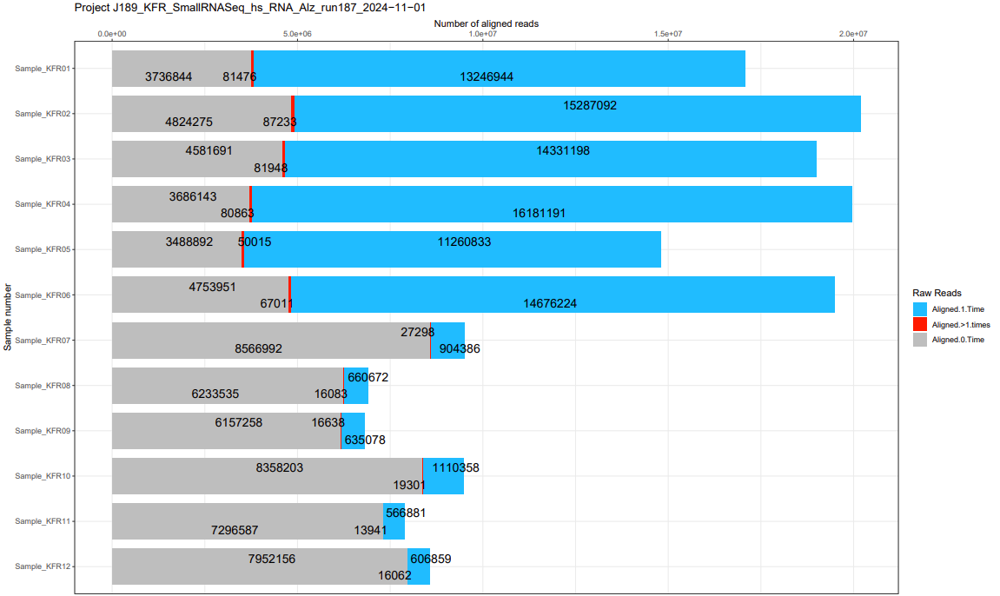 Project J189_KFR_SmallRNASeq_hs_RNA_Alz_run187_2024−11−01
Number of aligned reads
0.0e+00 5.0e+06 1.0e+07 1.5e+07 2.0e+07
Sample number
Sample_KFR01 3736844 81476 13246944
Sample_KFR02 4824275 87233 15287092
Sample_KFR03 4581691 81948 14331198
Sample_KFR04 3686143 80863 16181191
Sample_KFR05 3488892 50015 11260833
Sample_KFR06 4753951 67011 14676224
Sample_KFR07 8566992 27298 904386
Sample_KFR08 6233535 16083 660672
Sample_KFR09 6157258 16638 635078
Sample_KFR10 8358203 19301 1110358
Sample_KFR11 7296587 13941 566881
Sample_KFR12 7952156 16062 606859
Raw Reads
Aligned.1.Time
Aligned.>1.times
Aligned.0.Time